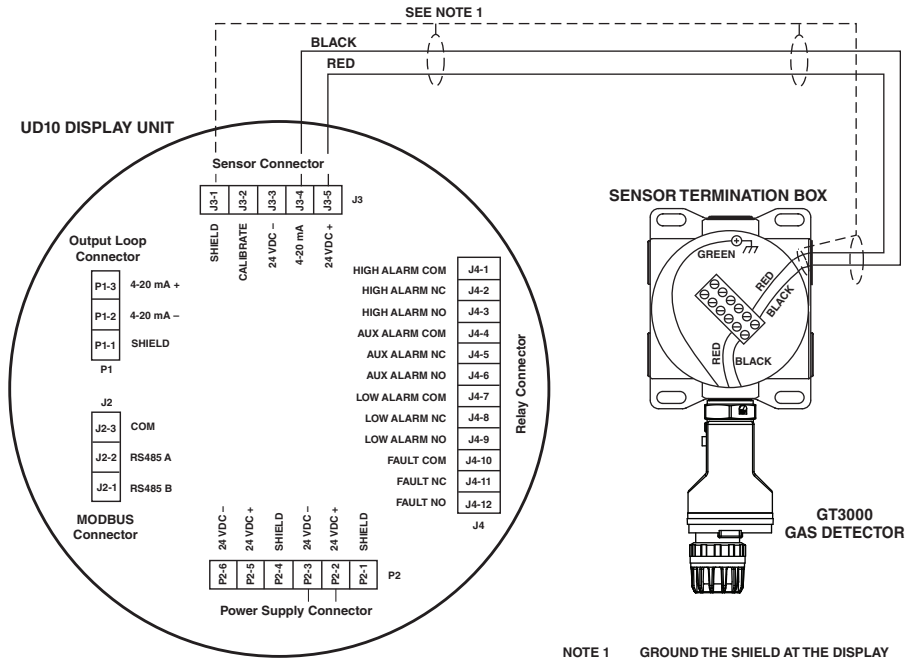 SEE NOTE 1
BLACK
RED
UD10 DISPLAY UNIT
Sensor Connector
J3-1
J3-2
J3-3
J3-4
J3-5
J3
SHIELD
CALIBRATE
24 VDC –
4-20 mA
24 VDC +
Output Loop
Connector
P1-3 4-20 mA +
P1-2 4-20 mA –
P1-1 SHIELD
P1
J2
J2-3 COM
J2-2 RS485 A
J2-1 RS485 B
MODBUS
Connector
HIGH ALARM COM J4-1
HIGH ALARM NC J4-2
HIGH ALARM NO J4-3
AUX ALARM COM J4-4
AUX ALARM NC J4-5
AUX ALARM NO J4-6
LOW ALARM COM J4-7
LOW ALARM NC J4-8
LOW ALARM NO J4-9
FAULT COM J4-10
FAULT NC J4-11
FAULT NO J4-12
J4
Relay Connector
24 VDC –
24 VDC +
SHIELD
24 VDC –
24 VDC +
SHIELD
P2-6
P2-5
P2-4
P2-3
P2-2
P2-1
P2
Power Supply Connector
SENSOR TERMINATION BOX
GREEN
RED
BLACK
RED
BLACK
GT3000
GAS DETECTOR
NOTE 1 GROUND THE SHIELD AT THE DISPLAY